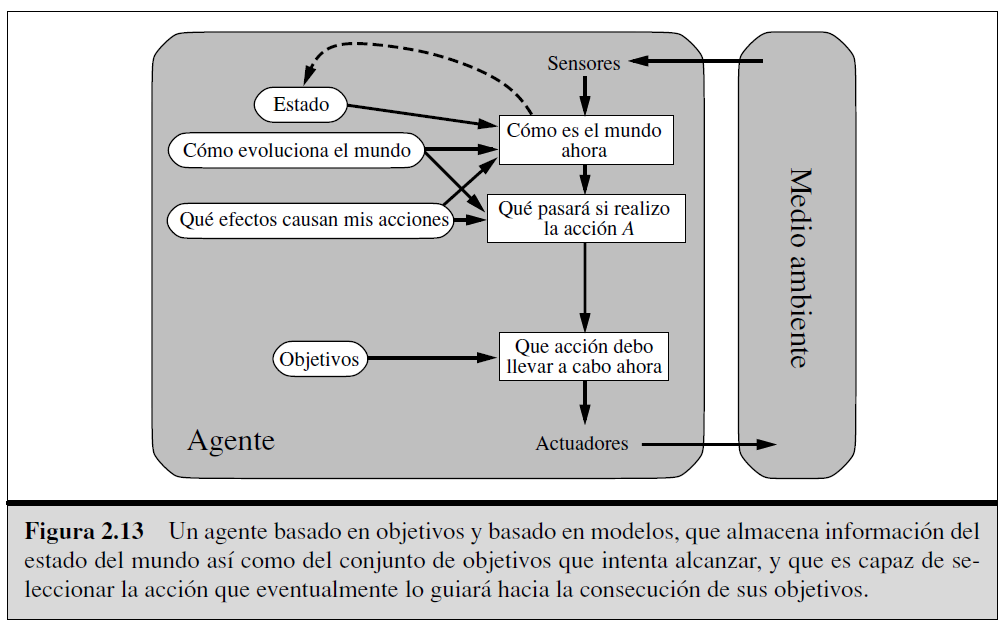 Sensores
Estado
Cómo es el mundo
ahora
Cómo evoluciona el mundo
Qué efectos causan mis acciones
Qué pasará si realizo
la acción A
Objetivos
Que acción debo
llevar a cabo ahora
Agente
Actuadores
Medio ambiente
Figura 2.13 Un agente basado en objetivos y basado en modelos, que almacena información del
estado del mundo así como del conjunto de objetivos que intenta alcanzar, y que es capaz de se-
leccionar la acción que eventualmente lo guiará hacia la consecución de sus objetivos.